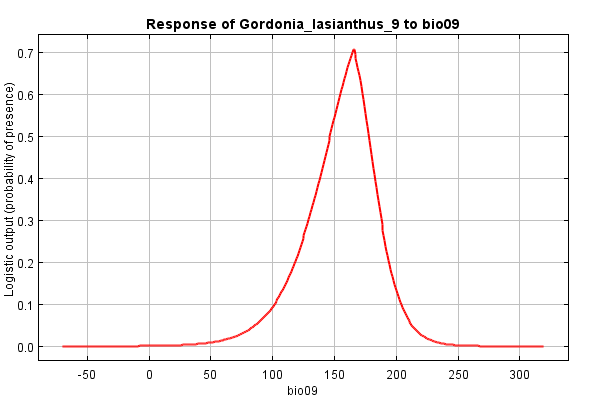 Response of Gordonia_lasianthus_9 to bio09
Logistic output (probability of presence)
0.7
0.6
0.5
0.4
0.3
0.2
0.1
0.0
-50 0 50 100 150 200 250 300
bio09